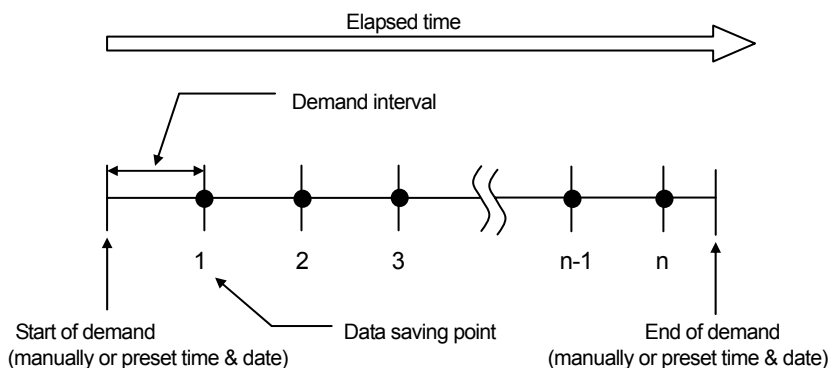 Elapsed time
Demand interval
1 2 3 n-1 n
Start of demand
(manually or preset time & date)
Data saving point
End of demand
(manually or preset time & date)